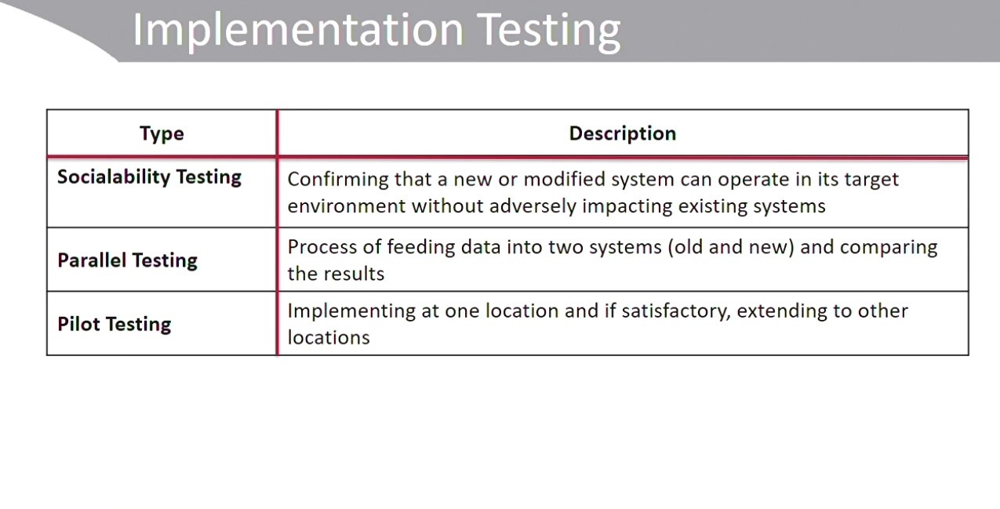 Implementation Testing
Type
Description
Socialability Testing
Confirming that a new or modified system can operate in its target
environment without adversely impacting existing systems
Parallel Testing
Process of feeding data into two systems (old and new) and comparing
the results
Pilot Testing
Implementing at one location and if satisfactory, extending to other
locations